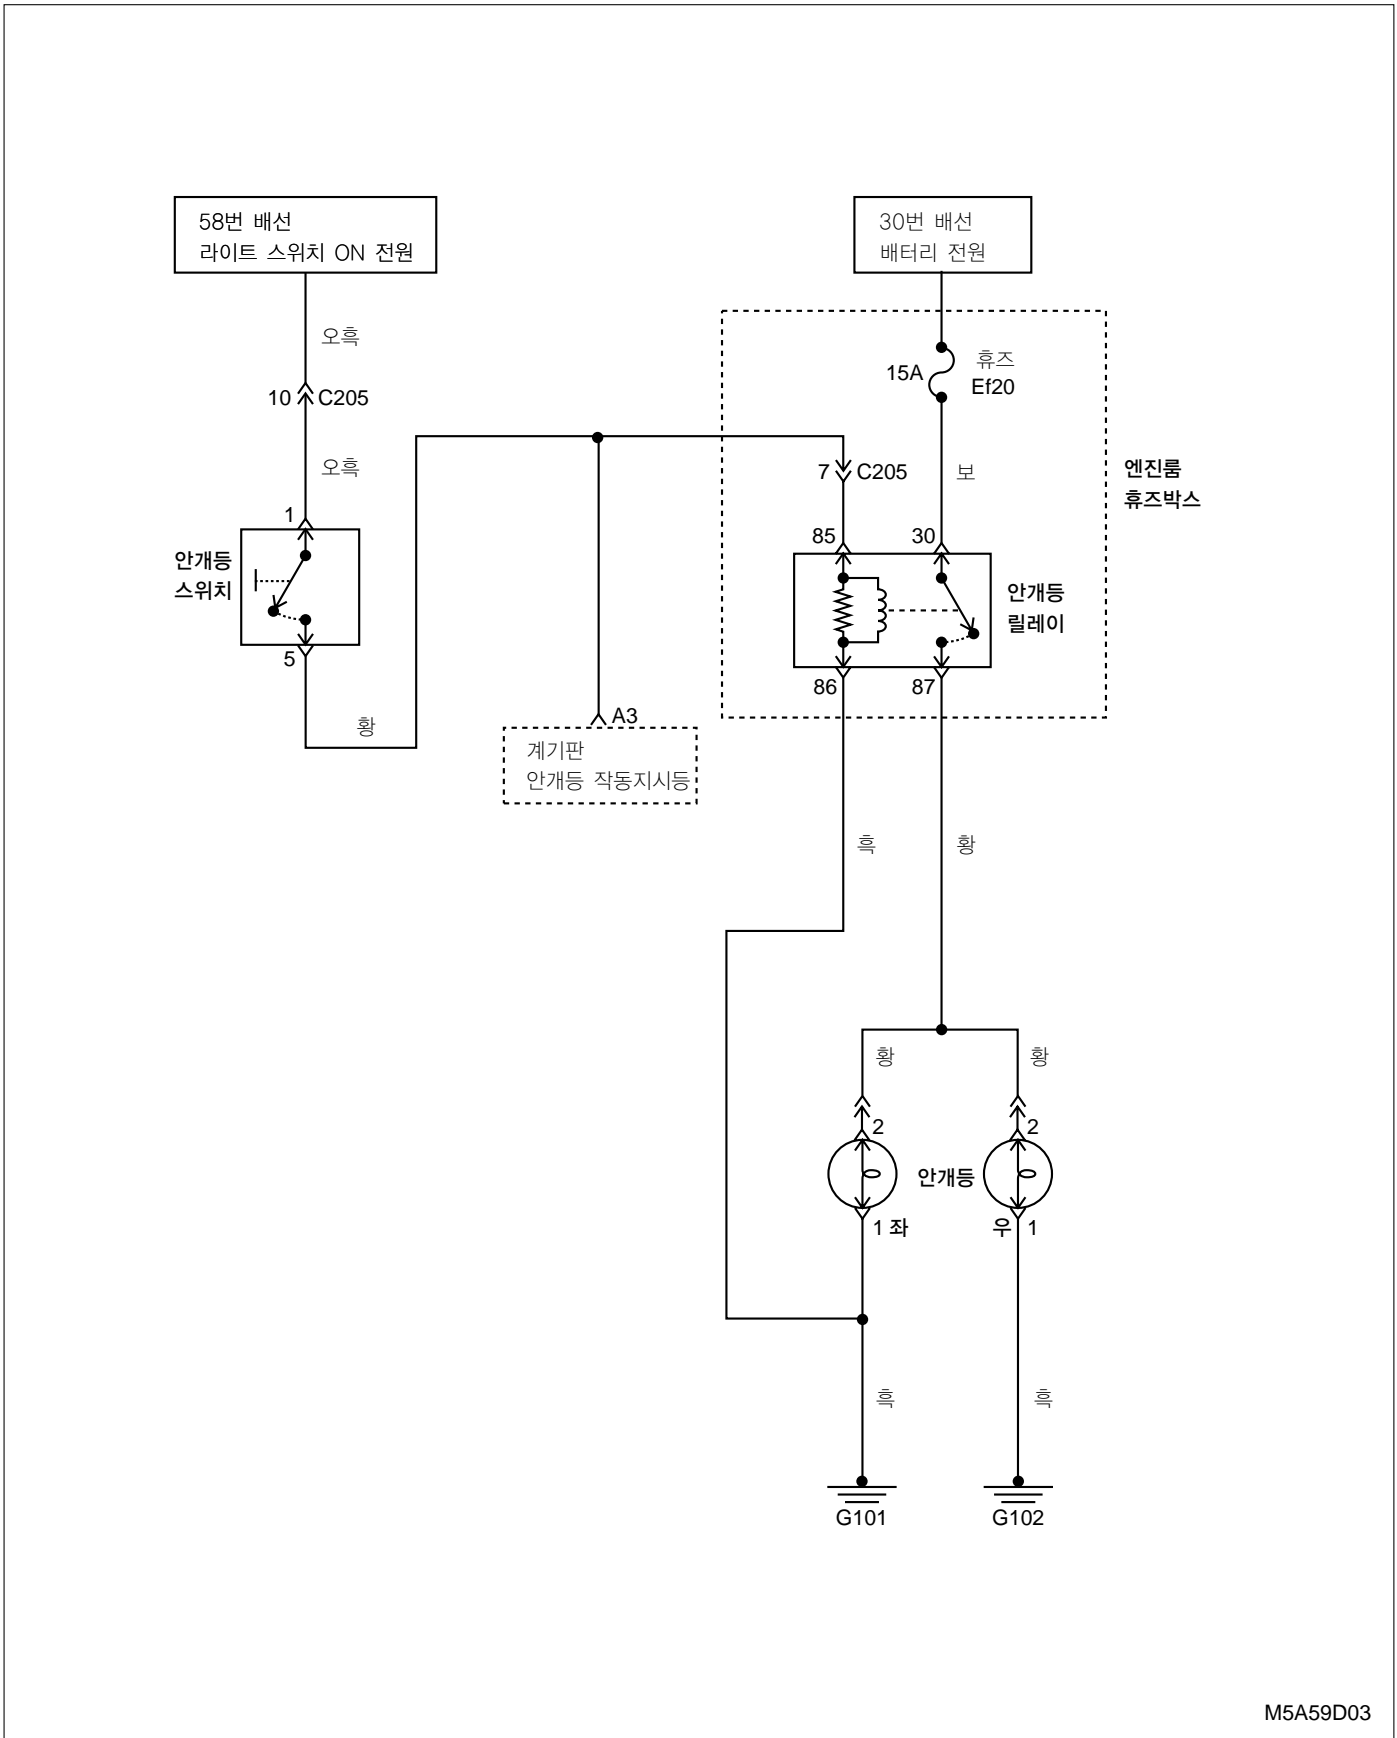 58번 배선
라이트 스위치 ON 전원
30번 배선
배터리 전원
오흑
15A
휴즈
Ef20
10
C205
오흑
7
C205
보
엔진룸
휴즈박스
1
85
30
안개등
스위치
안개등
릴레이
5
86
87
황
A3
계기판
안개등 작동지시등
흑
황
황
황
2
2
안개등
1 좌
우 1
흑
흑
G101
G102
M5A59D03